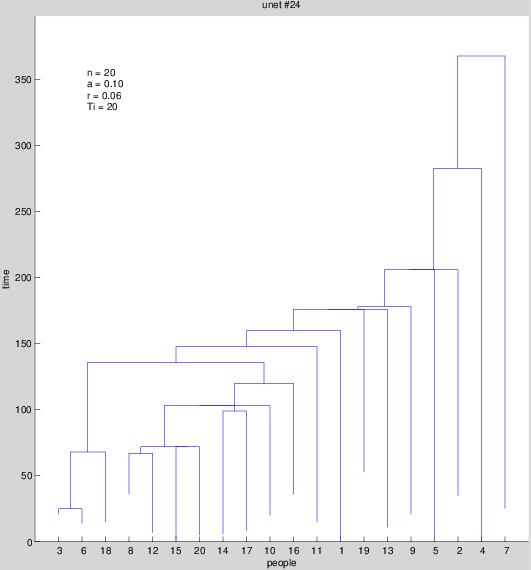 unet #24
n = 20
a = 0.10
r = 0.06
Ti = 20
350
300
250
200
150
100
50
0
time
3 6 18 8 12 15 20 14 17 10 16 11 1 19 13 9 5 2 4 7
people